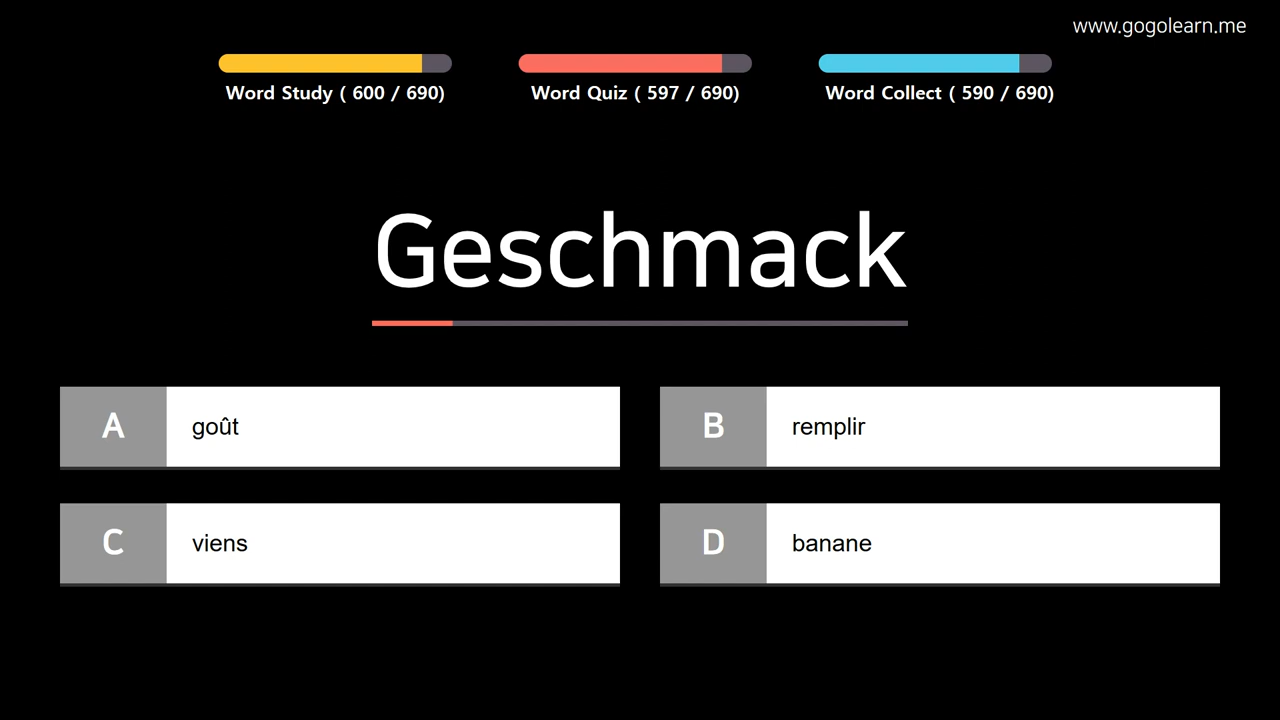 www.gogolearn.me
Word Study ( 600 / 690)
Word Quiz ( 597 / 690)
Word Collect ( 590 / 690)
Geschmack
A goût
B remplir
C viens
D banane